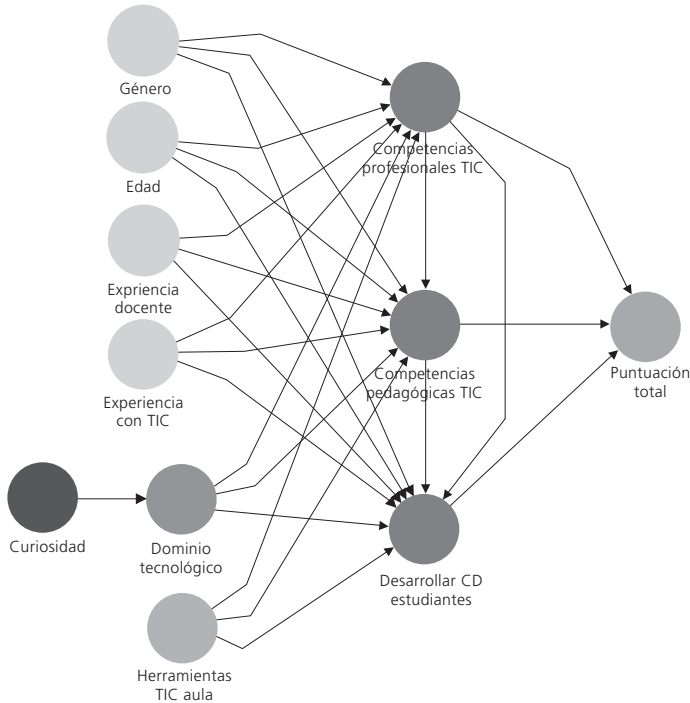 Género
Edad
Expriencia
docente
Experiencia
con TIC
Curiosidad
Dominio
tecnológico
Herramientas
TIC aula
Competencias
profesionales TIC
Competencias
pedagógicas TIC
Desarrollar CD
estudiantes
Puntuación
total